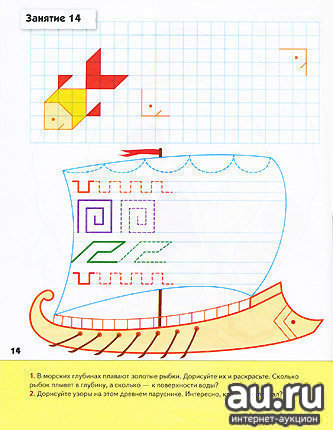 Занятие 14
14
1. В морских глубинах плавают золотые рыбки. Дорисуйте их и раскрасьте. Сколько
рыбок плывет в глубину, а сколько — к поверхности воды?
2. Дорисуйте узоры на этом древнем паруснике. Интересно,
au.ru
интернет-аукцион